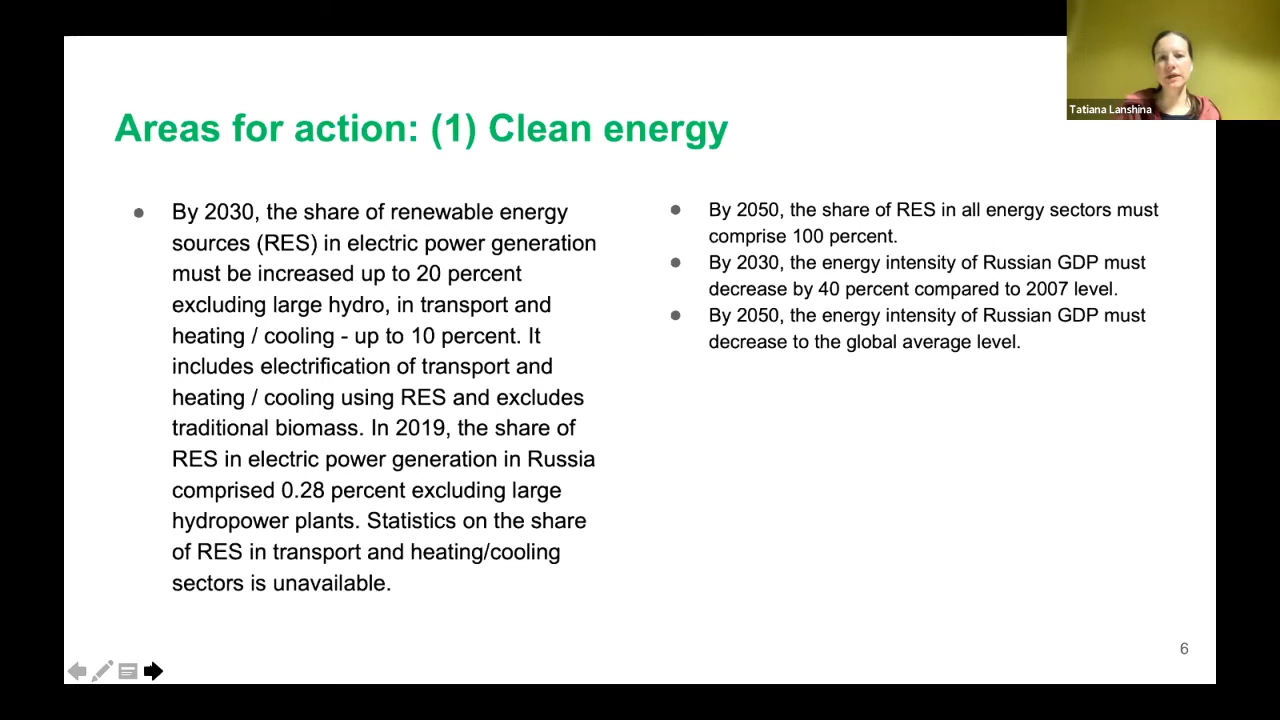 Tatiana Lanshina
Areas for action: (1) Clean energy
By 2030, the share of renewable energy
sources (RES) in electric power generation
must be increased up to 20 percent
excluding large hydro, in transport and
heating / cooling - up to 10 percent. It
includes electrification of transport and
heating / cooling using RES and excludes
traditional biomass. In 2019, the share of
RES in electric power generation in Russia
comprised 0.28 percent excluding large
hydropower plants. Statistics on the share
of RES in transport and heating/cooling
sectors is unavailable.
By 2050, the share of RES in all energy sectors must
comprise 100 percent.
By 2030, the energy intensity of Russian GDP must
decrease by 40 percent compared to 2007 level.
By 2050, the energy intensity of Russian GDP must
decrease to the global average level.
6